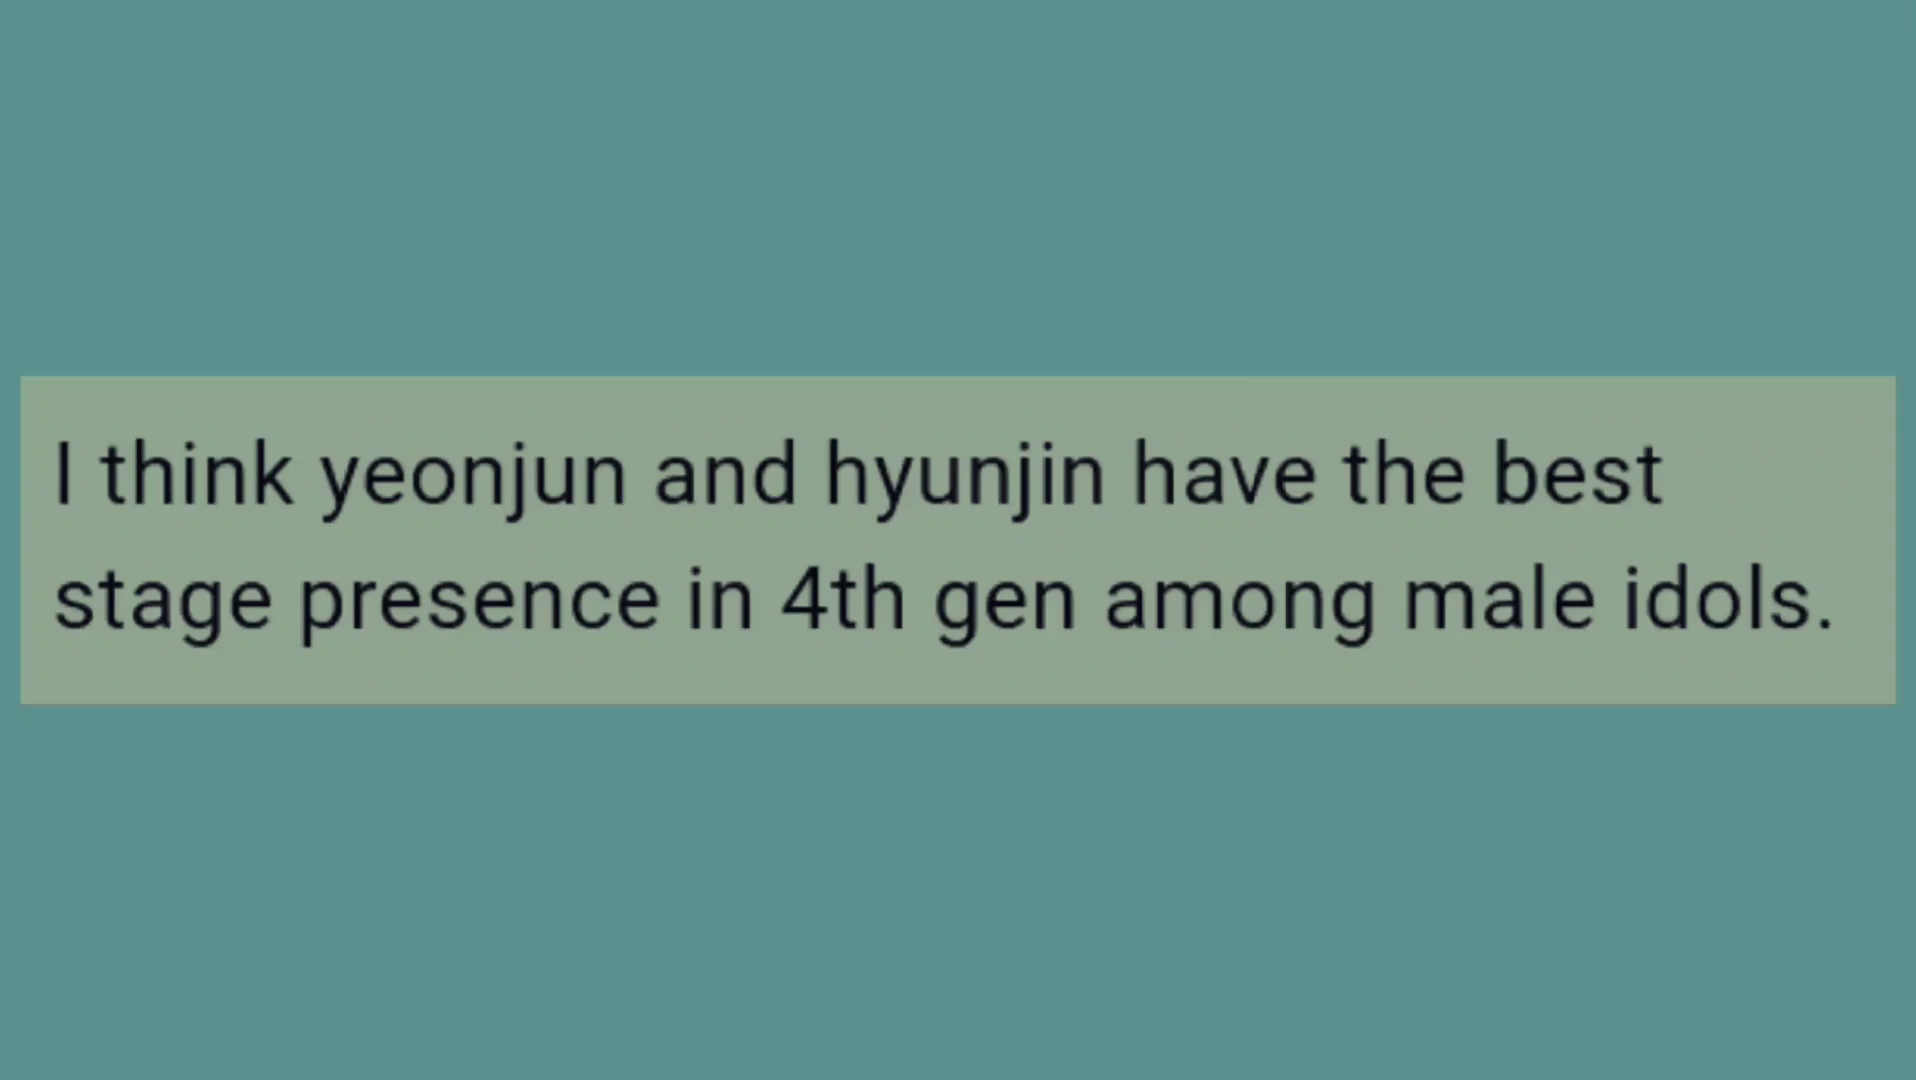 I think yeonjun and hyunjin have the best
stage presence in 4th gen among male idols.